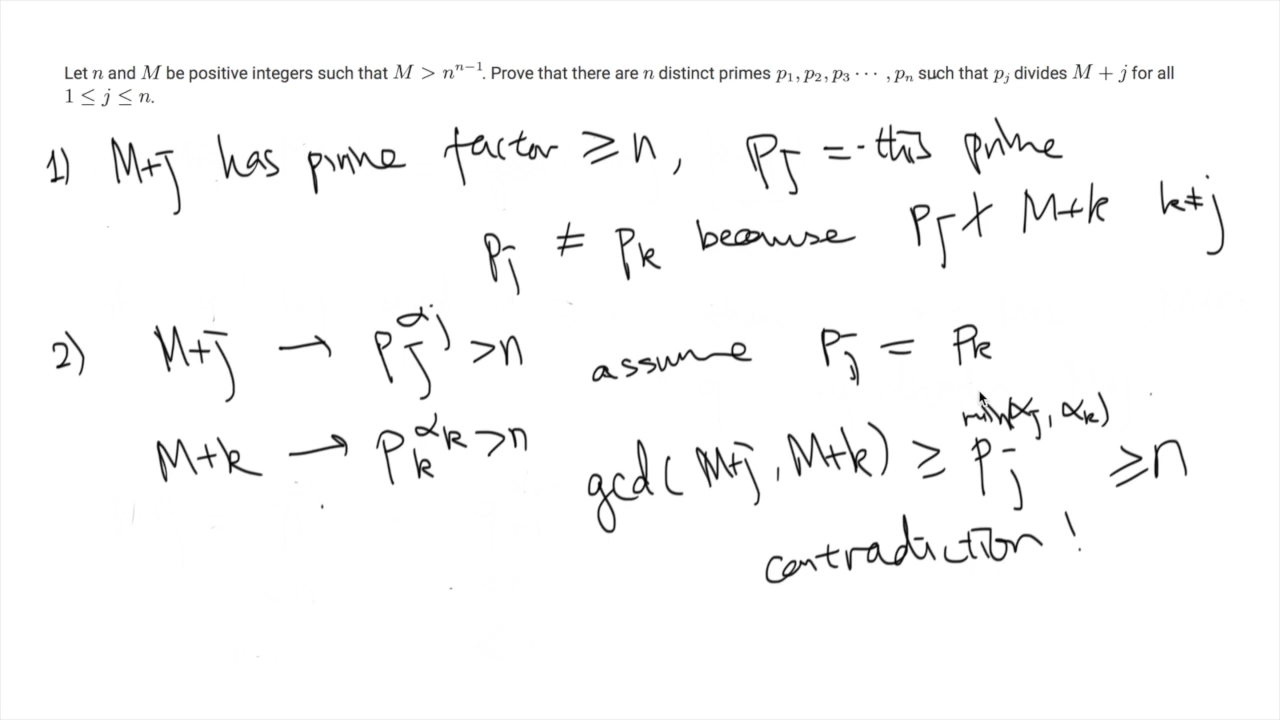 Let n and M be positive integers such that M > n^{n−1}. Prove that there are n distinct primes p_1, p_2, p_3 ⋯ , p_n such that p_j divides M + j for all
1 ≤ j ≤ n.
1) M+j has prime factor ≥ n, P_j = this prime
P_j ≠ P_k because P_j ∤ M+k k≠j
2) M+j → P_j^{α_j} > n assume P_j = P_k
M+k → P_k^{α_k} > n gcd(M+j, M+k) ≥ P_j^{min(α_j, α_k)} ≥ n
contradiction!